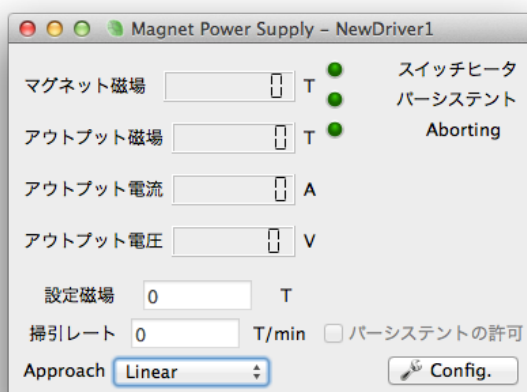 Magnet Power Supply – NewDriver1
マグネット磁場 0 T
スイッチヒータ
パーシステント
アウトプット磁場 0 T
Aborting
アウトプット電流 0 A
アウトプット電圧 0 V
設定磁場 0 T
掃引レート 0 T/min パーシステントの許可
Approach Linear Config.